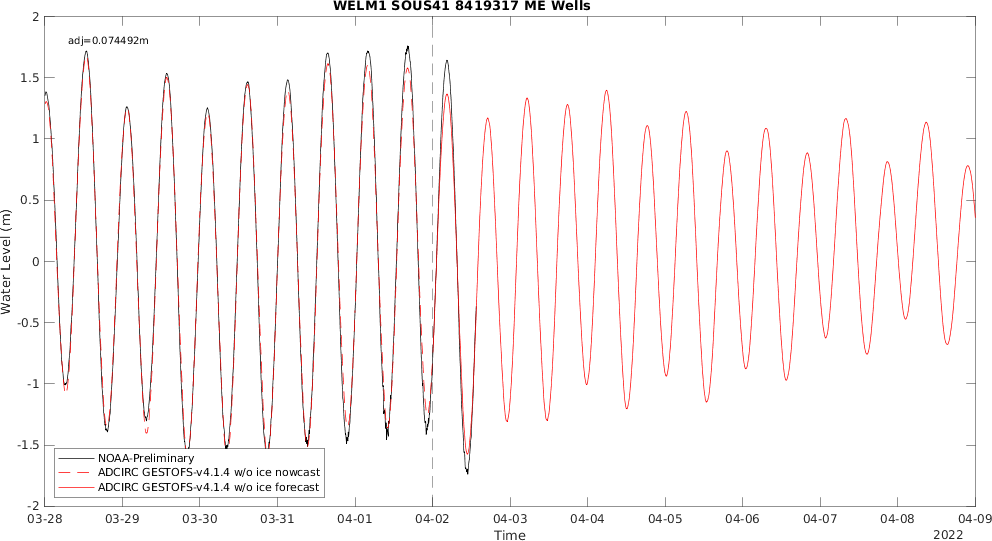 WELM1 SOUS41 8419317 ME Wells
adj=0.074492m
Water Level (m)
2
1.5
1
0.5
0
-0.5
-1
-1.5
-2
NOAA-Preliminary
ADCIRC GESTOFS-v4.1.4 w/o ice nowcast
ADCIRC GESTOFS-v4.1.4 w/o ice forecast
03-28 03-29 03-30 03-31 04-01 04-02 04-03 04-04 04-05 04-06 04-07 04-08 04-09
Time
2022